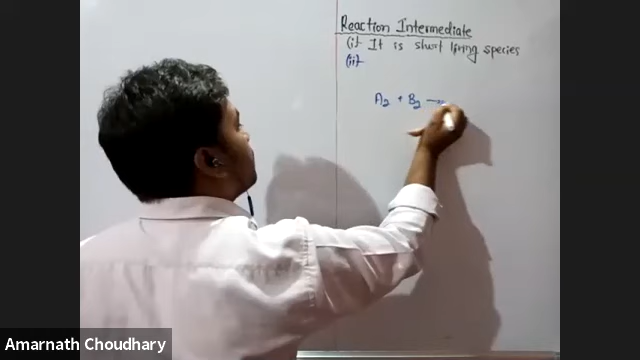 Reaction Intermediate
(i) It is short living species
(ii)
A2 + B2 →
Amarnath Choudhary